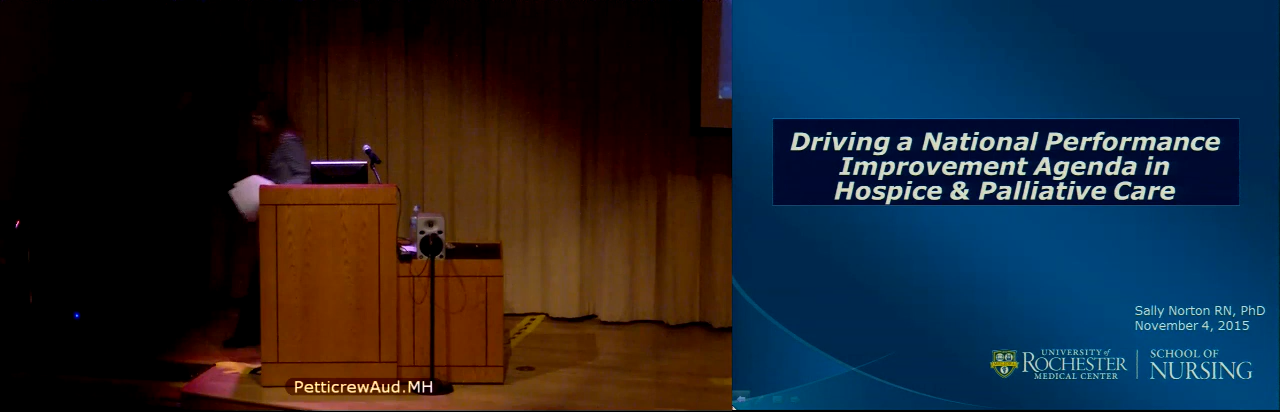 PetticrewAud.MH
Driving a National Performance
Improvement Agenda in
Hospice & Palliative Care
Sally Norton RN, PhD
November 4, 2015
UNIVERSITY of
ROCHESTER
MEDICAL CENTER
SCHOOL OF
NURSING